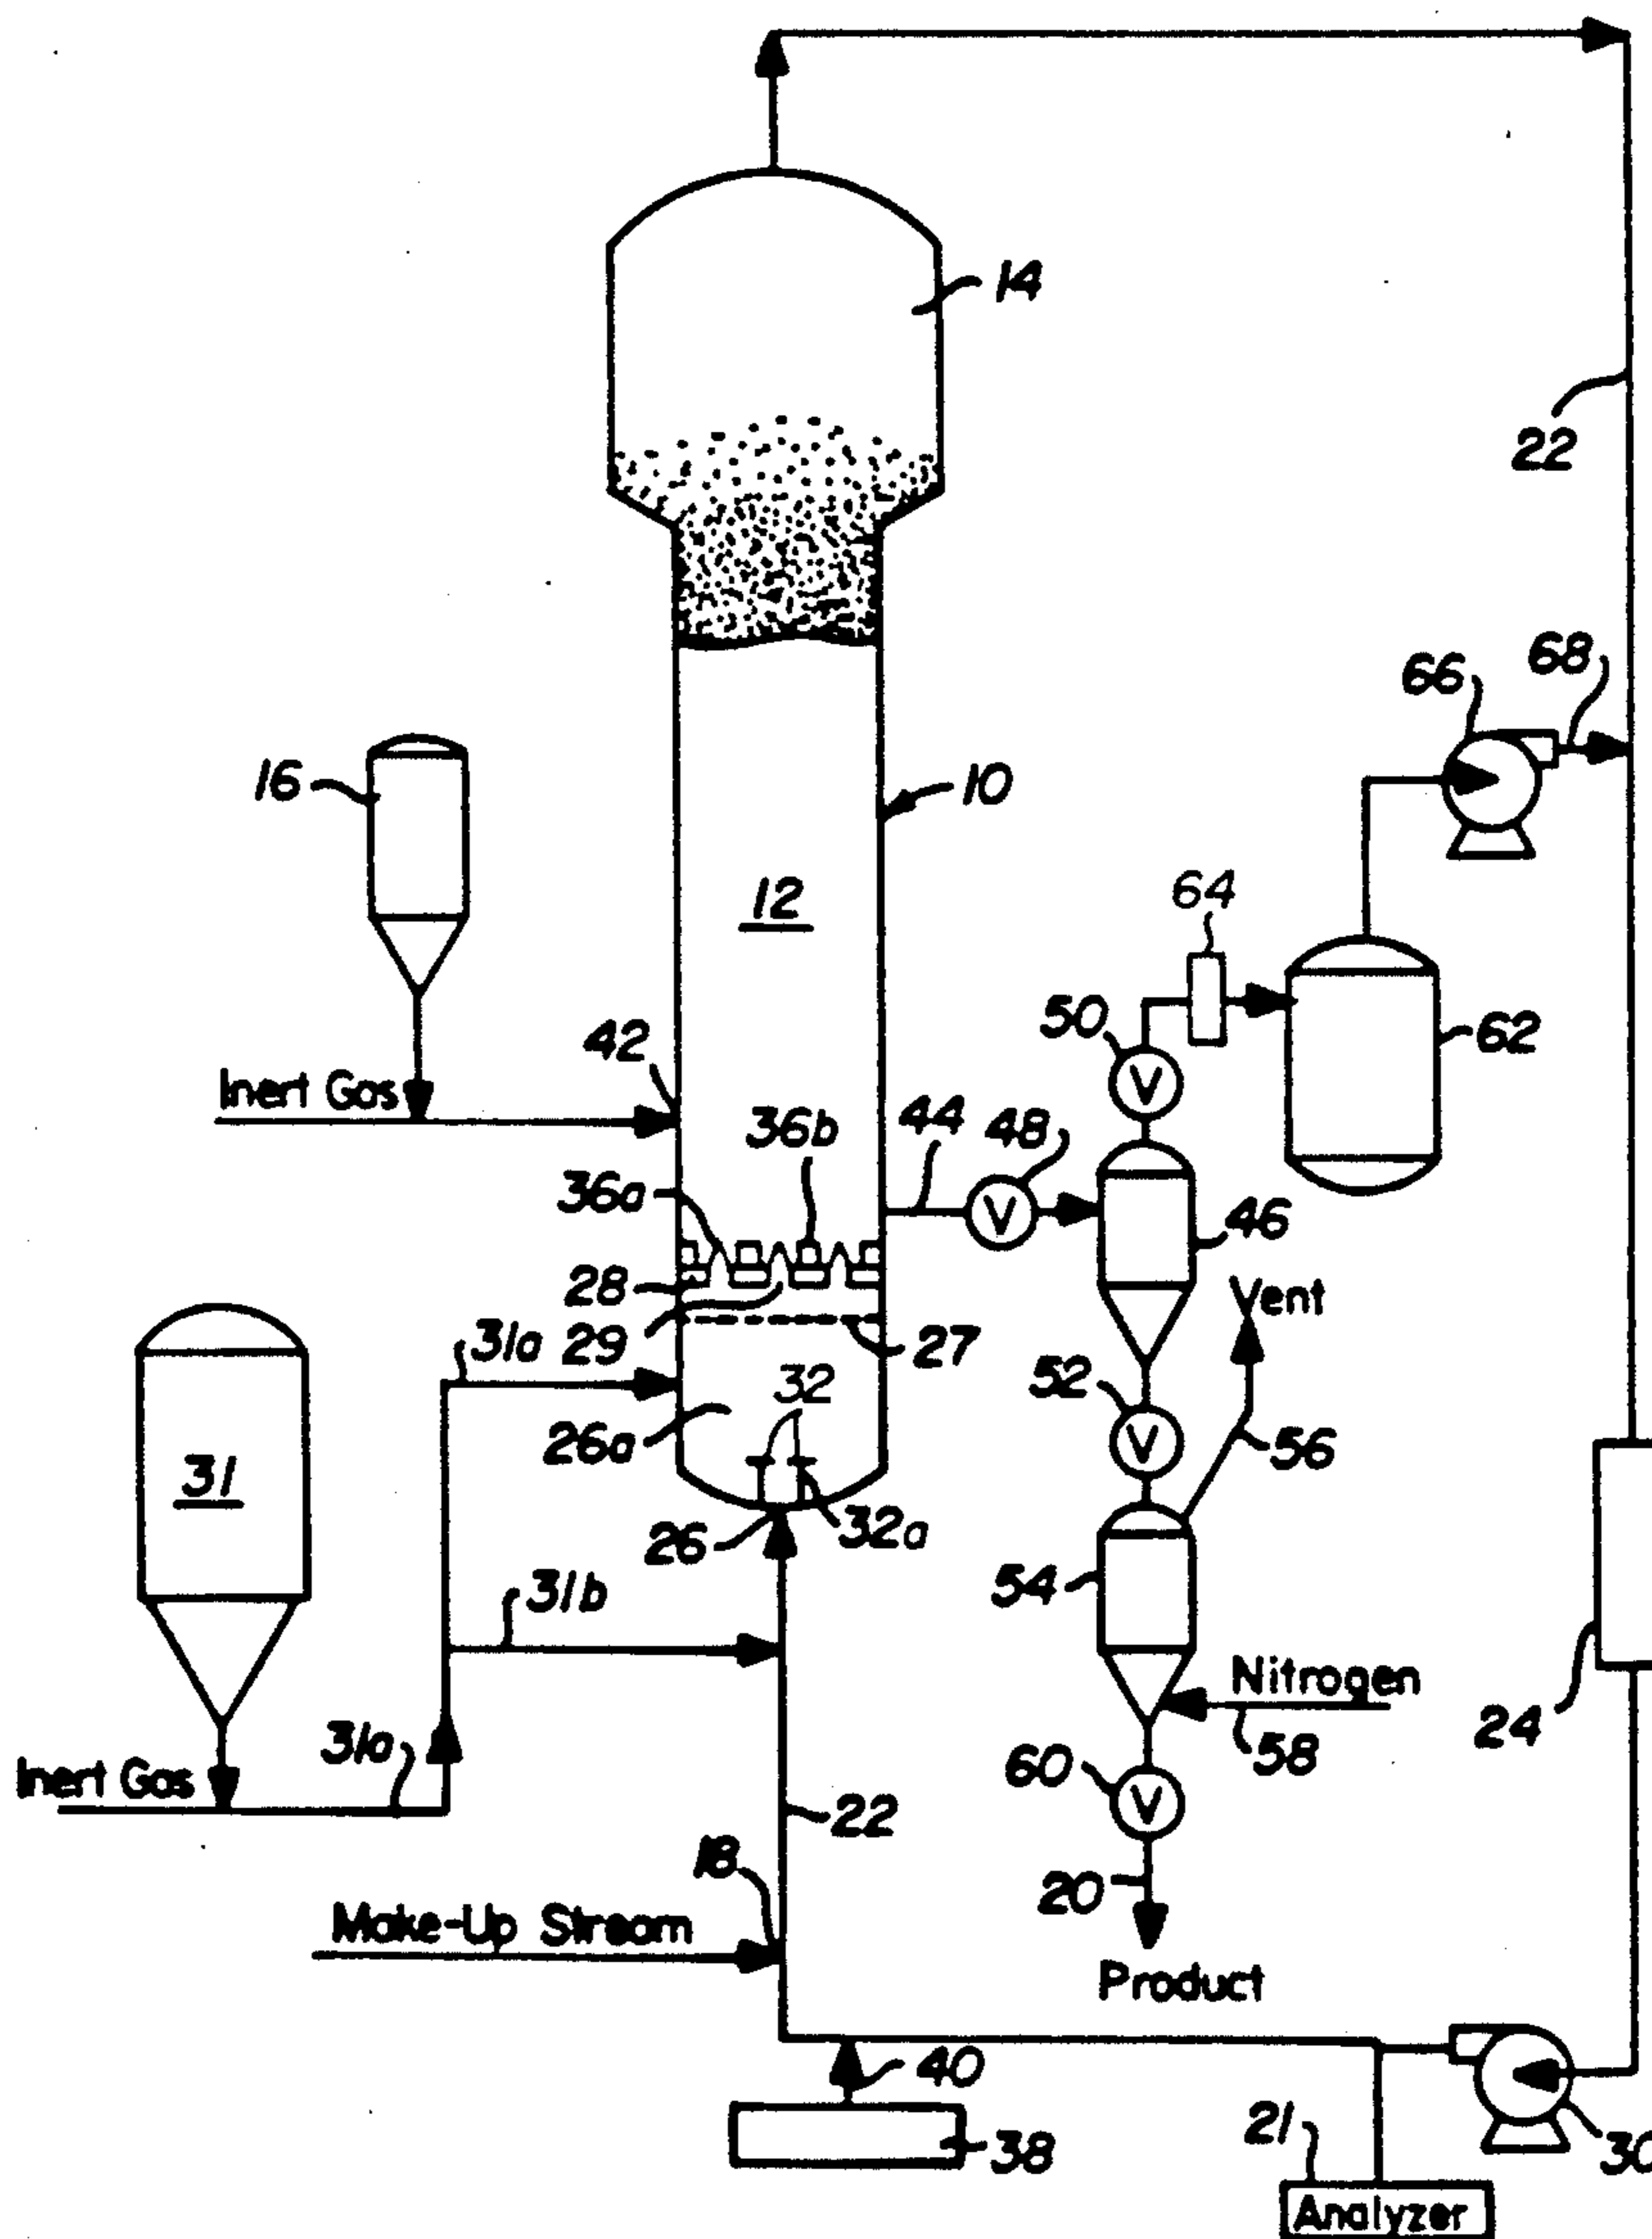 14
22
66
68
16
10
12
64
50
62
42
Inert Gas
36b
44
48
36a
46
28
Vent
31a
29
27
52
32
26a
56
31
26
32a
54
31b
Nitrogen
24
31a
58
Inert Gas
60
22
18
20
Make-Up Stream
Product
40
21
38
30
Analyzer